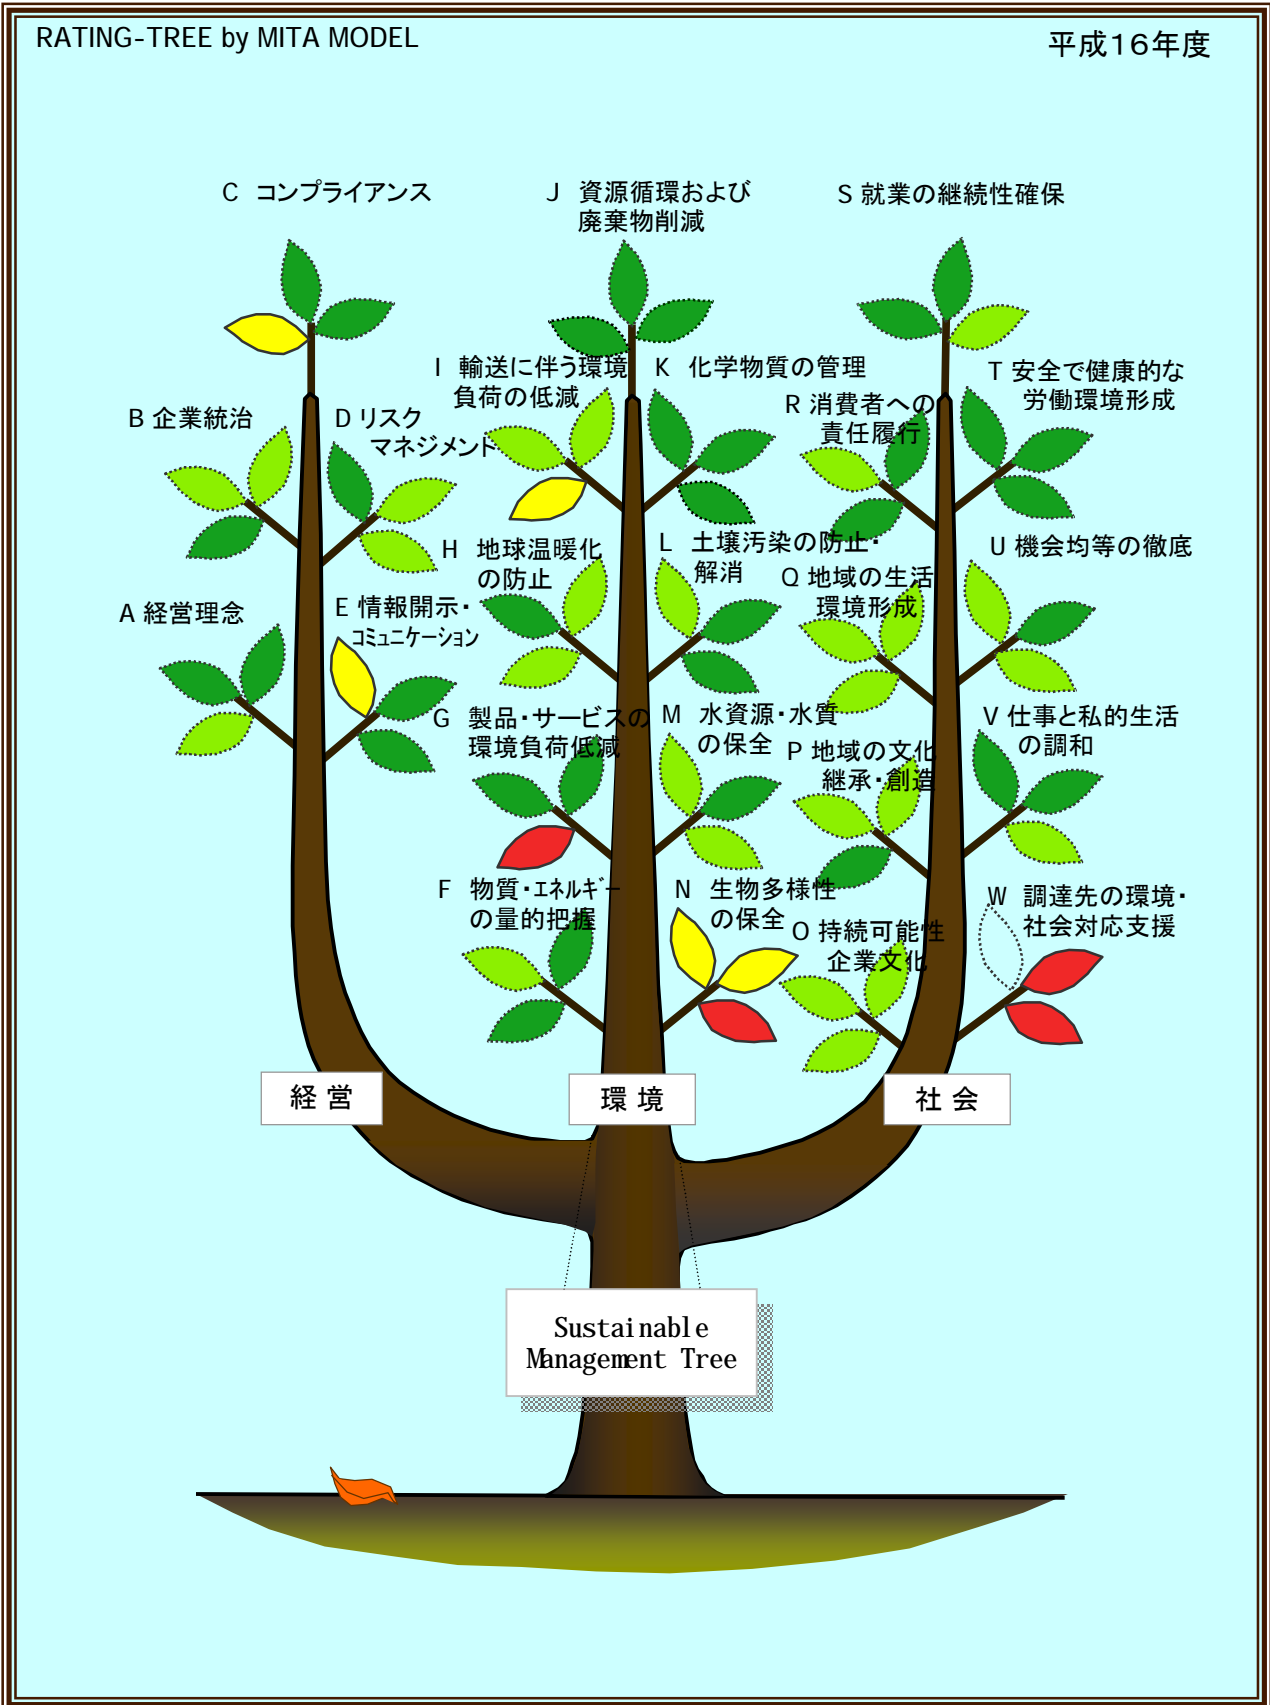 RATING-TREE by MITA MODEL
平成16年度
C コンプライアンス
J 資源循環および
廃棄物削減
S 就業の継続性確保
I 輸送に伴う環境
負荷の低減
K 化学物質の管理
T 安全で健康的な
労働環境形成
B 企業統治
D リスク
マネジメント
R 消費者への
責任履行
H 地球温暖化
の防止
L 土壌汚染の防止・
解消
Q 地域の生活
環境形成
U 機会均等の徹底
A 経営理念
E 情報開示・
コミュニケーション
G 製品・サービスの
環境負荷低減
M 水資源・水質
の保全
P 地域の文化
継承・創造
V 仕事と私的生活
の調和
F 物質・エネルギー
の量的把握
N 生物多様性
の保全
O 持続可能性
企業文化
W 調達先の環境・
社会対応支援
経 営
環 境
社 会
Sustainable
Management Tree